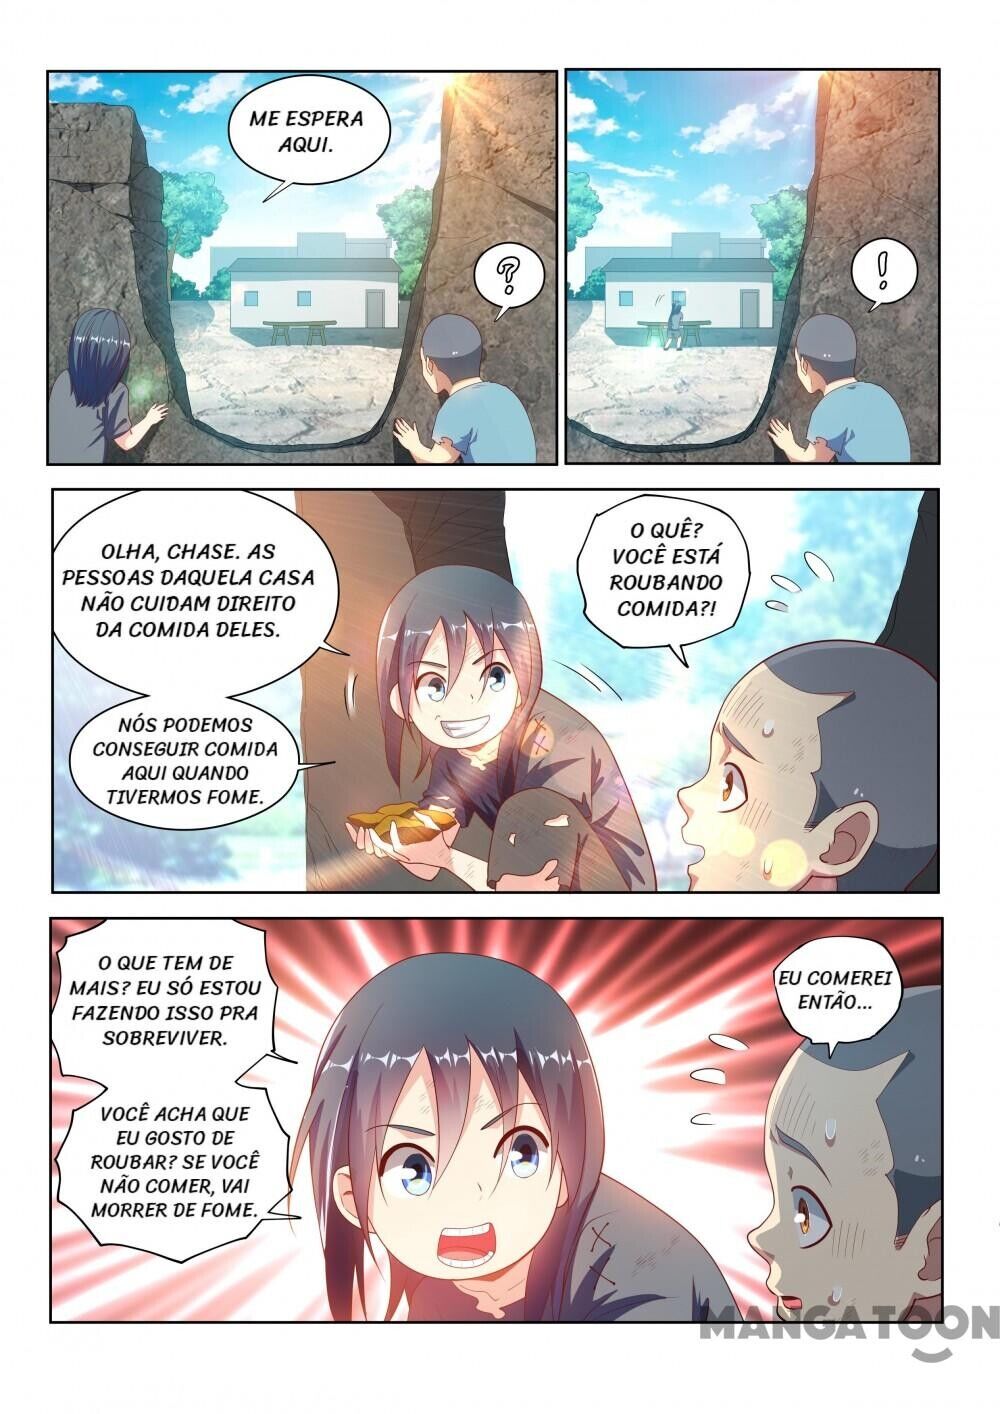 ME ESPERA
AQUI.
?
!
OLHA, CHASE. AS
PESSOAS DAQUELA CASA
NÃO CUIDAM DIREITO
DA COMIDA DELES.
NÓS PODEMOS
CONSEGUIR COMIDA
AQUI QUANDO
TIVERMOS FOME.
O QUÊ?
VOCÊ ESTÁ
ROUBANDO
COMIDA?!
O QUE TEM DE
MAIS? EU SÓ ESTOU
FAZENDO ISSO PRA
SOBREVIVER.
VOCÊ ACHA QUE
EU GOSTO DE
ROUBAR? SE VOCÊ
NÃO COMER, VAI
MORRER DE FOME.
EU COMEREI
ENTÃO...
MANGATOON